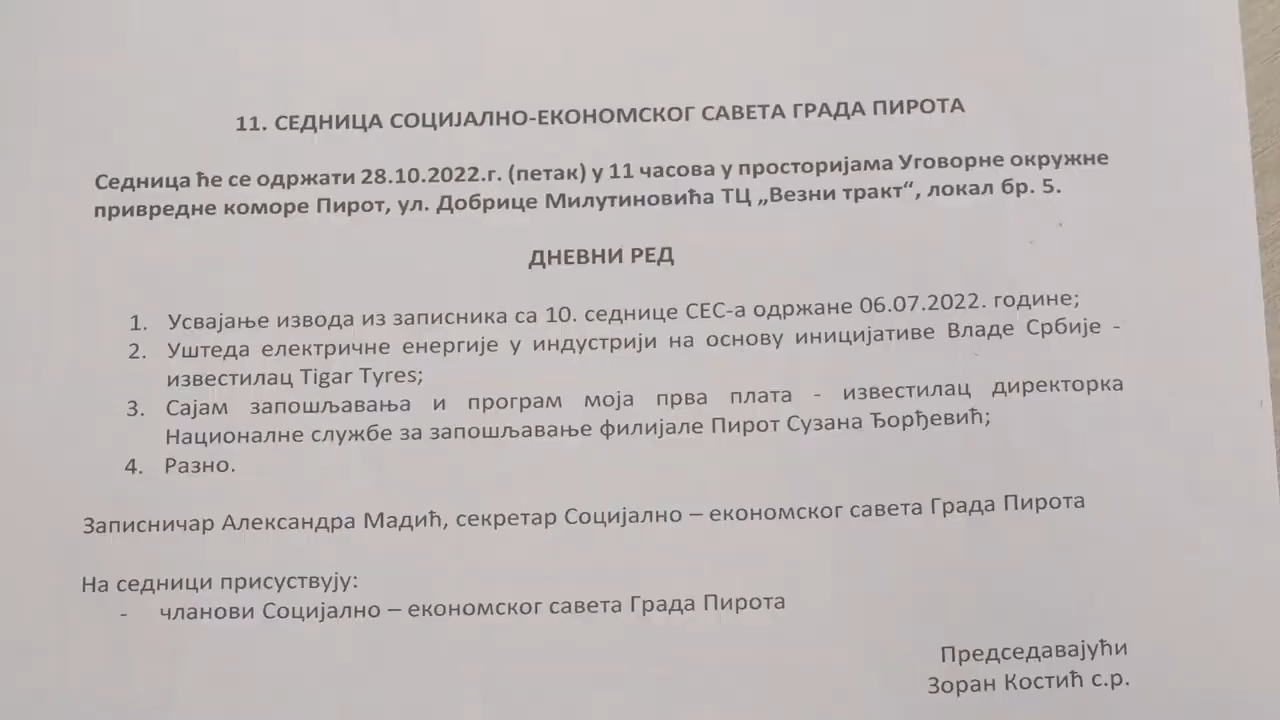 11. СЕДНИЦА СОЦИЈАЛНО-ЕКОНОМСКОГ САВЕТА ГРАДА ПИРОТА
Седница ће се одржати 28.10.2022.г. (петак) у 11 часова у просторијама Уговорне окружне
привредне коморе Пирот, ул. Добрице Милутиновића ТЦ „Везни тракт“, локал бр. 5.
ДНЕВНИ РЕД
1. Усвајање извода из записника са 10. седнице СЕС-а одржане 06.07.2022. године;
2. Уштеда електричне енергије у индустрији на основу иницијативе Владе Србије -
известилац Tigar Tyres;
3. Сајам запошљавања и програм моја прва плата - известилац директорка
Националне службе за запошљавање филијале Пирот Сузана Ђорђевић;
4. Разно.
Записничар Александра Мадић, секретар Социјално – економског савета Града Пирота
На седници присуствују:
- чланови Социјално – економског савета Града Пирота
Председавајући
Зоран Костић с.р.